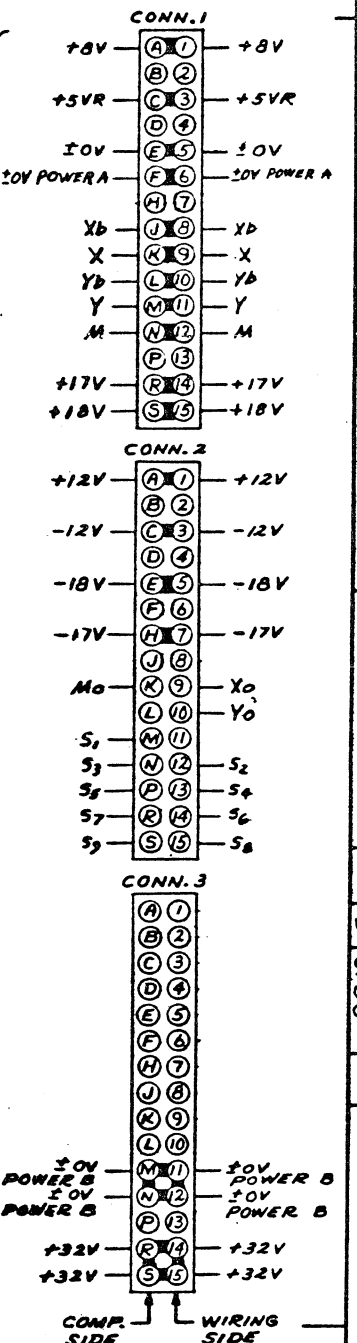 CONN.1
+8V A 1 +8V
B 2
+5VR C 3 +5VR
D 4
±0V E 5 ±0V
±0V POWER A F 6 ±0V POWER A
H 7
Xb J 8 Xb
X K 9 X
Yb L 10 Yb
Y M 11 Y
M N 12 M
P 13
+17V R 14 +17V
+18V S 15 +18V
CONN. 2
+12V A 1 +12V
B 2
-12V C 3 -12V
D 4
-18V E 5 -18V
F 6
-17V H 7 -17V
J 8
Mo K 9 Xo
L 10 Yo
S1 M 11
S3 N 12 S2
S5 P 13 S4
S7 R 14 S6
S9 S 15 S8
CONN. 3
A 1
B 2
C 3
D 4
E 5
F 6
H 7
J 8
K 9
L 10
±0V M 11 ±0V
POWER B POWER B
±0V N 12 ±0V
POWER B POWER B
P 13
+32V R 14 +32V
+32V S 15 +32V
COMP. WIRING
SIDE SIDE